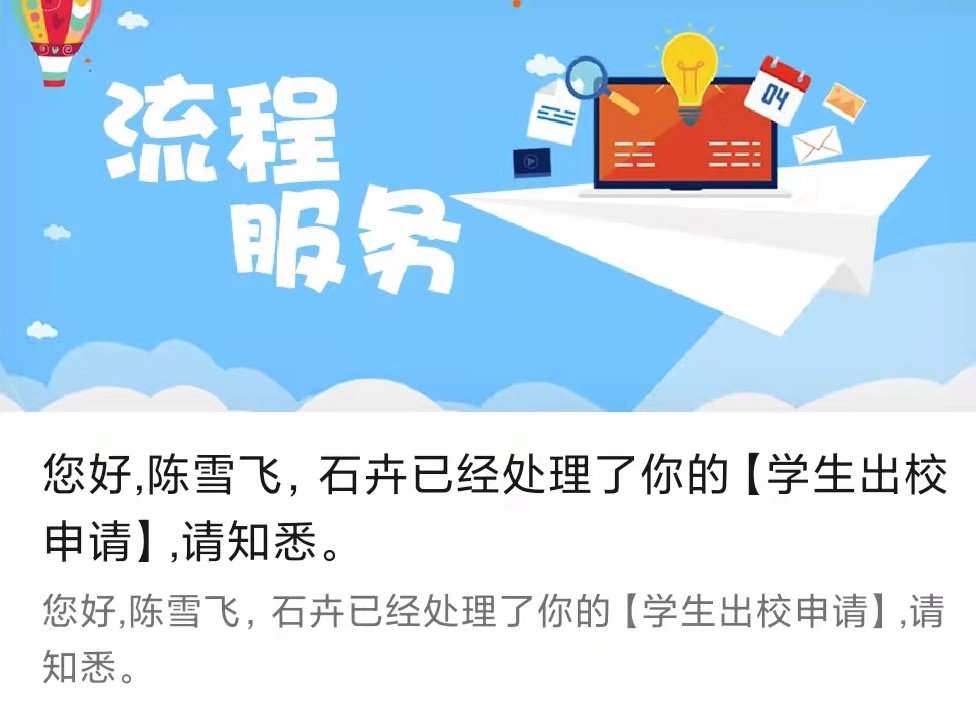 流程
服务
04
您好,陈雪飞，石卉已经处理了你的【学生出校
申请】,请知悉。
您好,陈雪飞，石卉已经处理了你的【学生出校申请】,请
知悉。